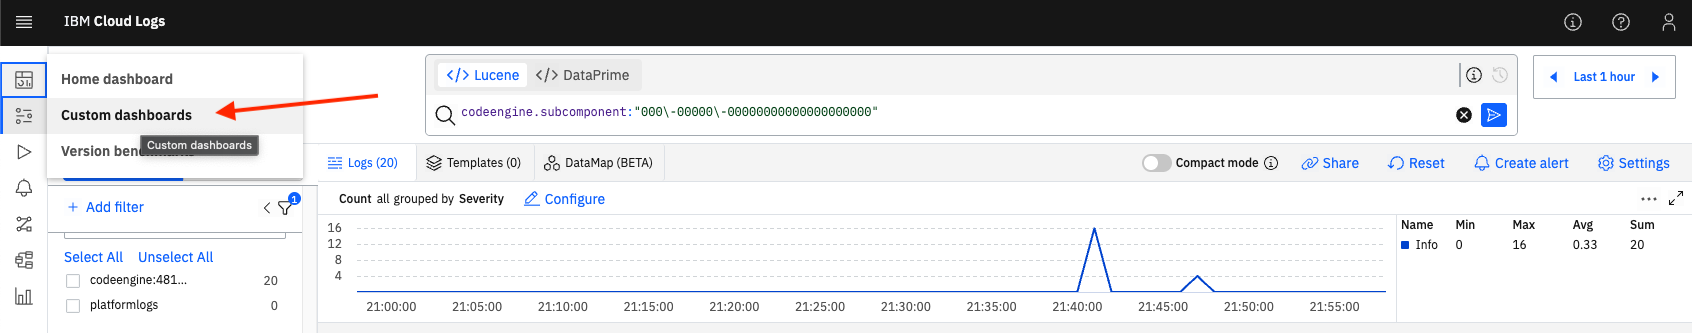 IBM Cloud Logs
Home dashboard
Custom dashboards
Custom dashboards
Version
</> Lucene </> DataPrime
codeengine.subcomponent:"000\-00000\-00000000000000000000"
Last 1 hour
Logs (20) Templates (0) DataMap (BETA)
Compact mode Share Reset Create alert Settings
+ Add filter 1
Count all grouped by Severity Configure
Select All Unselect All
codeengine:481... 20
platformlogs 0
16
12
8
4
21:00:00 21:05:00 21:10:00 21:15:00 21:20:00 21:25:00 21:30:00 21:35:00 21:40:00 21:45:00 21:50:00 21:55:00
Name Min Max Avg Sum
Info 0 16 0.33 20